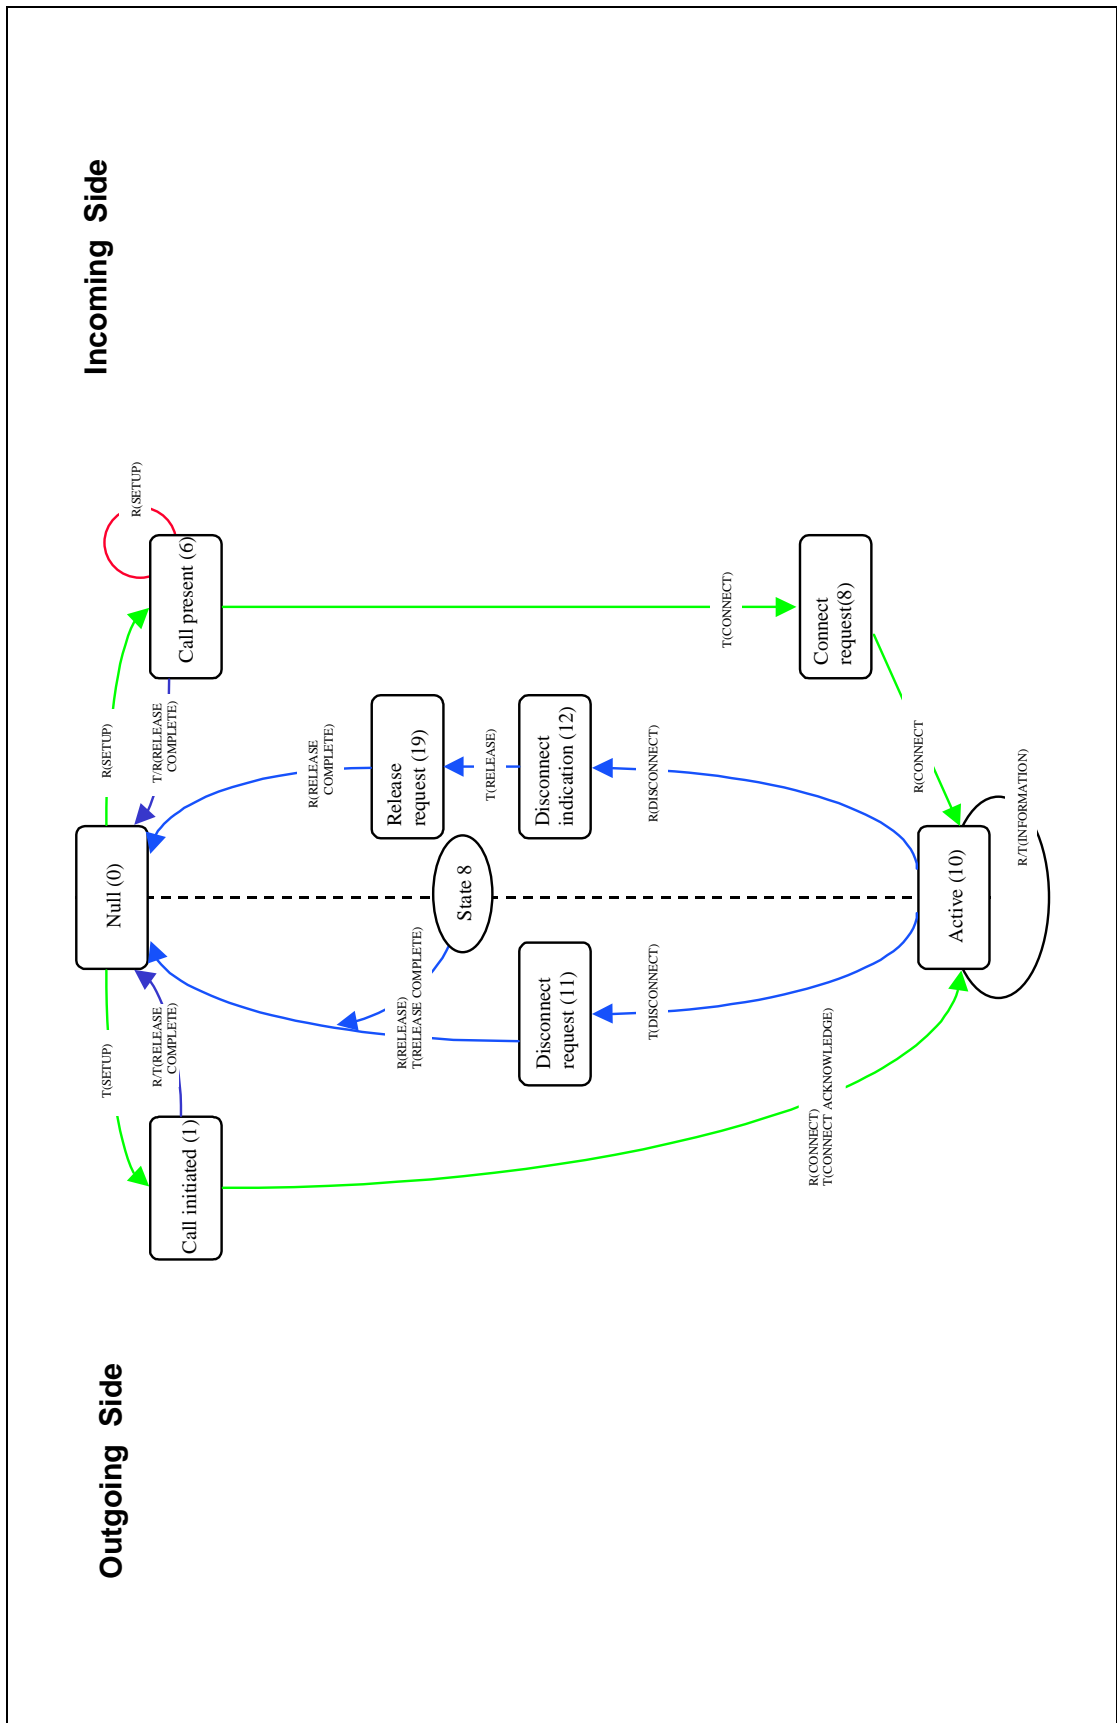 Outgoing Side
Incoming Side
Null (0)
T(SETUP)
R(SETUP)
R(SETUP)
Call initiated (1)
R/T(RELEASE
COMPLETE)
T/R(RELEASE
COMPLETE)
Call present (6)
R(RELEASE
COMPLETE)
Release
request (19)
R(RELEASE)
T(RELEASE COMPLETE)
State 8
T(RELEASE)
Disconnect
request (11)
Disconnect
indication (12)
T(DISCONNECT)
R(DISCONNECT)
T(CONNECT)
Connect
request(8)
R(CONNECT)
T(CONNECT ACKNOWLEDGE)
R(CONNECT
Active (10)
R/T(INFORMATION)